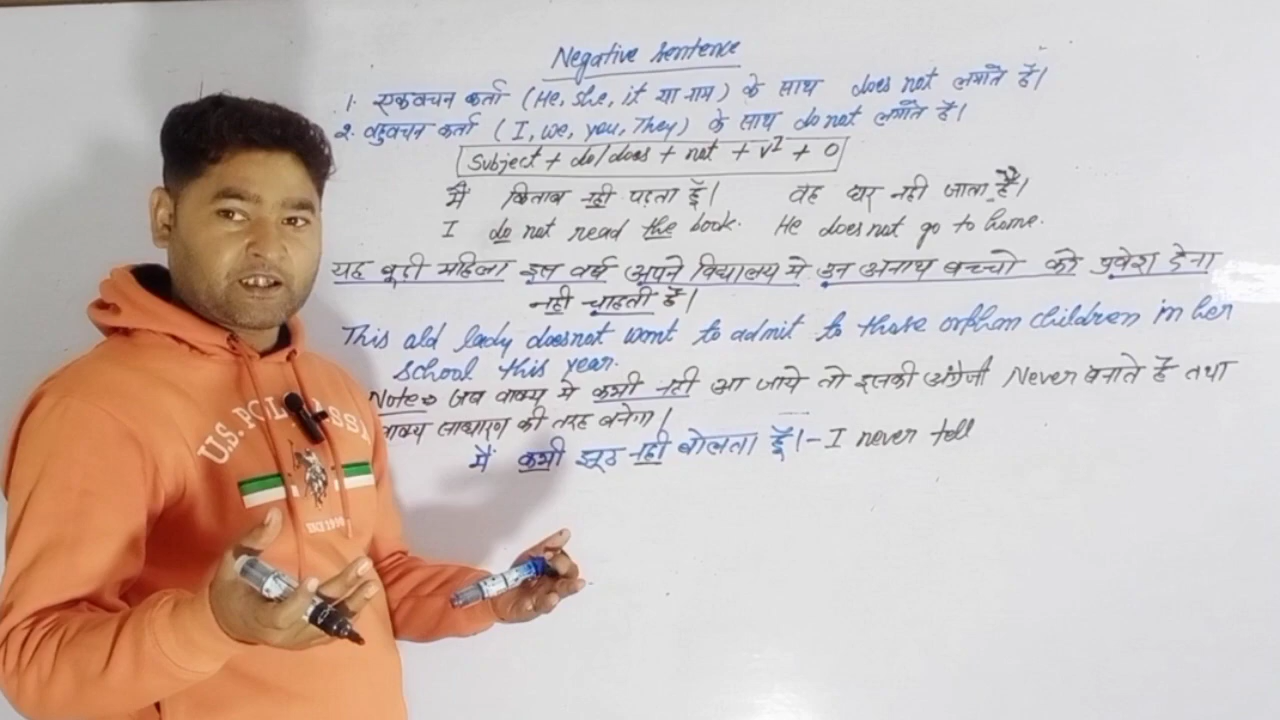 Negative Sentence
1. एकवचन कर्ता (He, she, it या नाम) के साथ does not लगाते हैं।
2. बहुवचन कर्ता (I, we, you, They) के साथ do not लगाते हैं।
Subject + do/does + not + V¹ + O
मैं किताब नही पढ़ता हूँ। वह घर नही जाता है।
I do not read the book. He does not go to home.
यह बूढ़ी महिला इस वर्ष अपने विद्यालय मे उन अनाथ बच्चो को प्रवेश देना
नही चाहती है।
This old lady doesnot want to admit to those orphan children in her
school this year.
Note⇒ जब वाक्य मे कभी नही आ जाये तो इसकी अंग्रेजी Never बनाते है तथा
वाक्य साधारण की तरह बनेगा।
मैं कभी झूठ नही बोलता हूँ। - I never tell
U.S. POL ASS